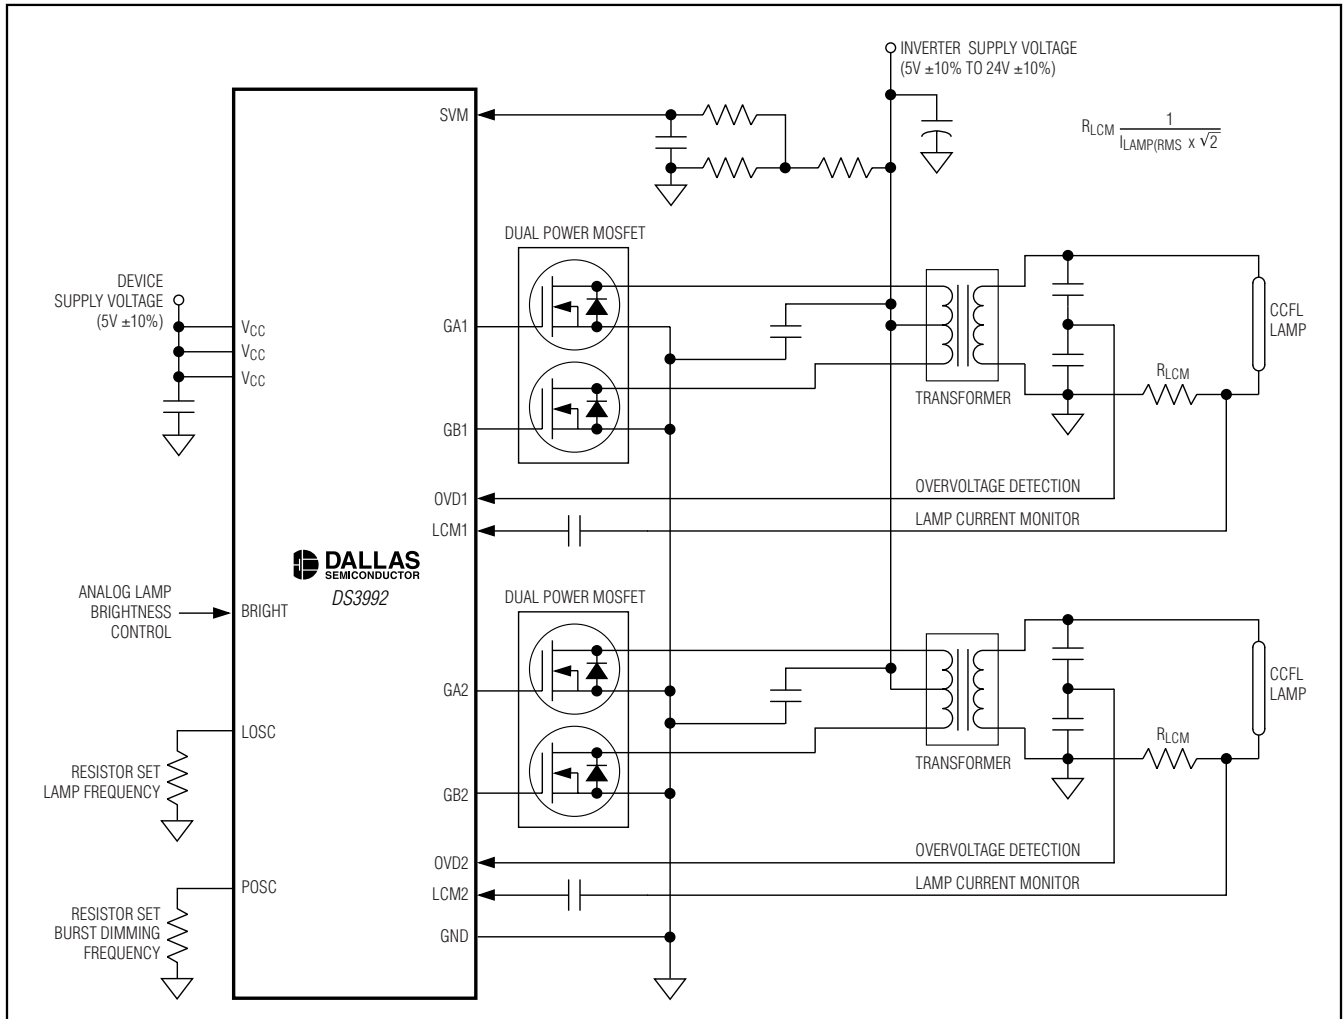 INVERTER SUPPLY VOLTAGE
(5V ±10% TO 24V ±10%)
SVM
RLCM 1
ILAMP(RMS x √2
DUAL POWER MOSFET
DEVICE
SUPPLY VOLTAGE
(5V ±10%)
VCC
VCC
VCC
GA1
GB1
TRANSFORMER
RLCM
CCFL
LAMP
OVD1
OVERVOLTAGE DETECTION
LCM1
LAMP CURRENT MONITOR
DALLAS
SEMICONDUCTOR
DS3992
ANALOG LAMP
BRIGHTNESS
CONTROL
BRIGHT
DUAL POWER MOSFET
GA2
GB2
TRANSFORMER
RLCM
CCFL
LAMP
LOSC
RESISTOR SET
LAMP FREQUENCY
OVD2
OVERVOLTAGE DETECTION
LCM2
LAMP CURRENT MONITOR
POSC
RESISTOR SET
BURST DIMMING
FREQUENCY
GND